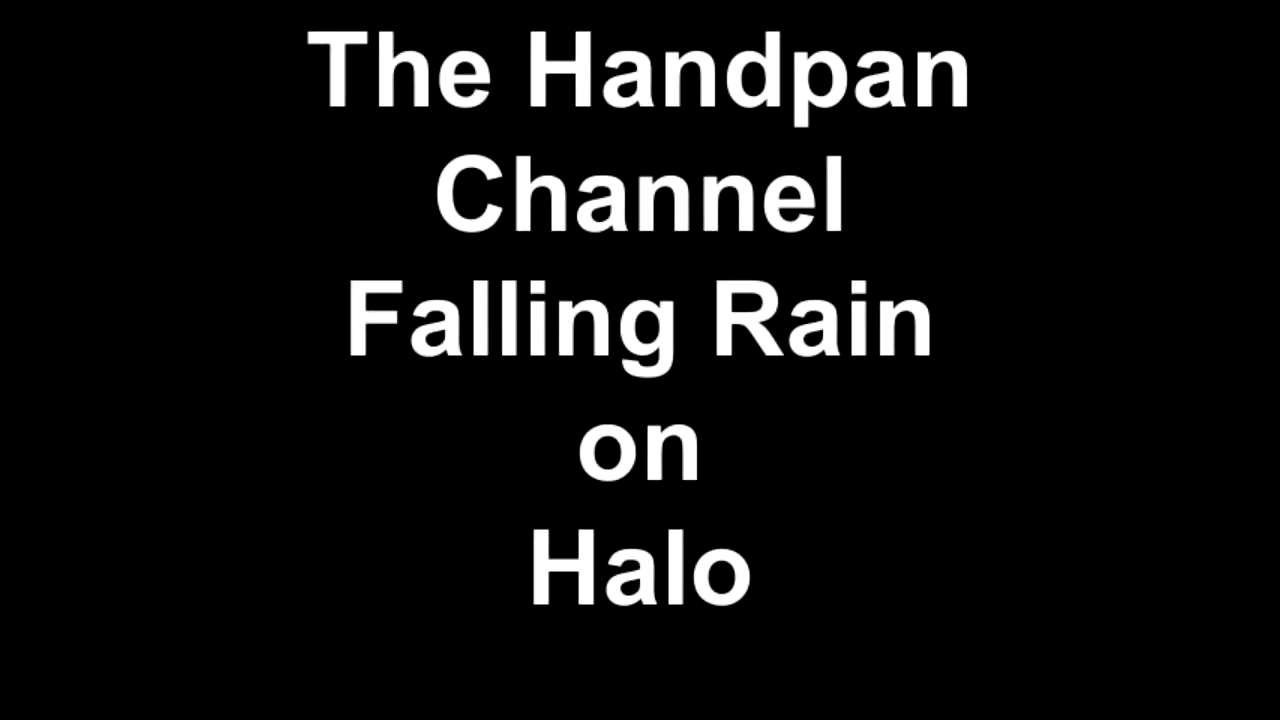 The Handpan
Channel
Falling Rain
on
Halo